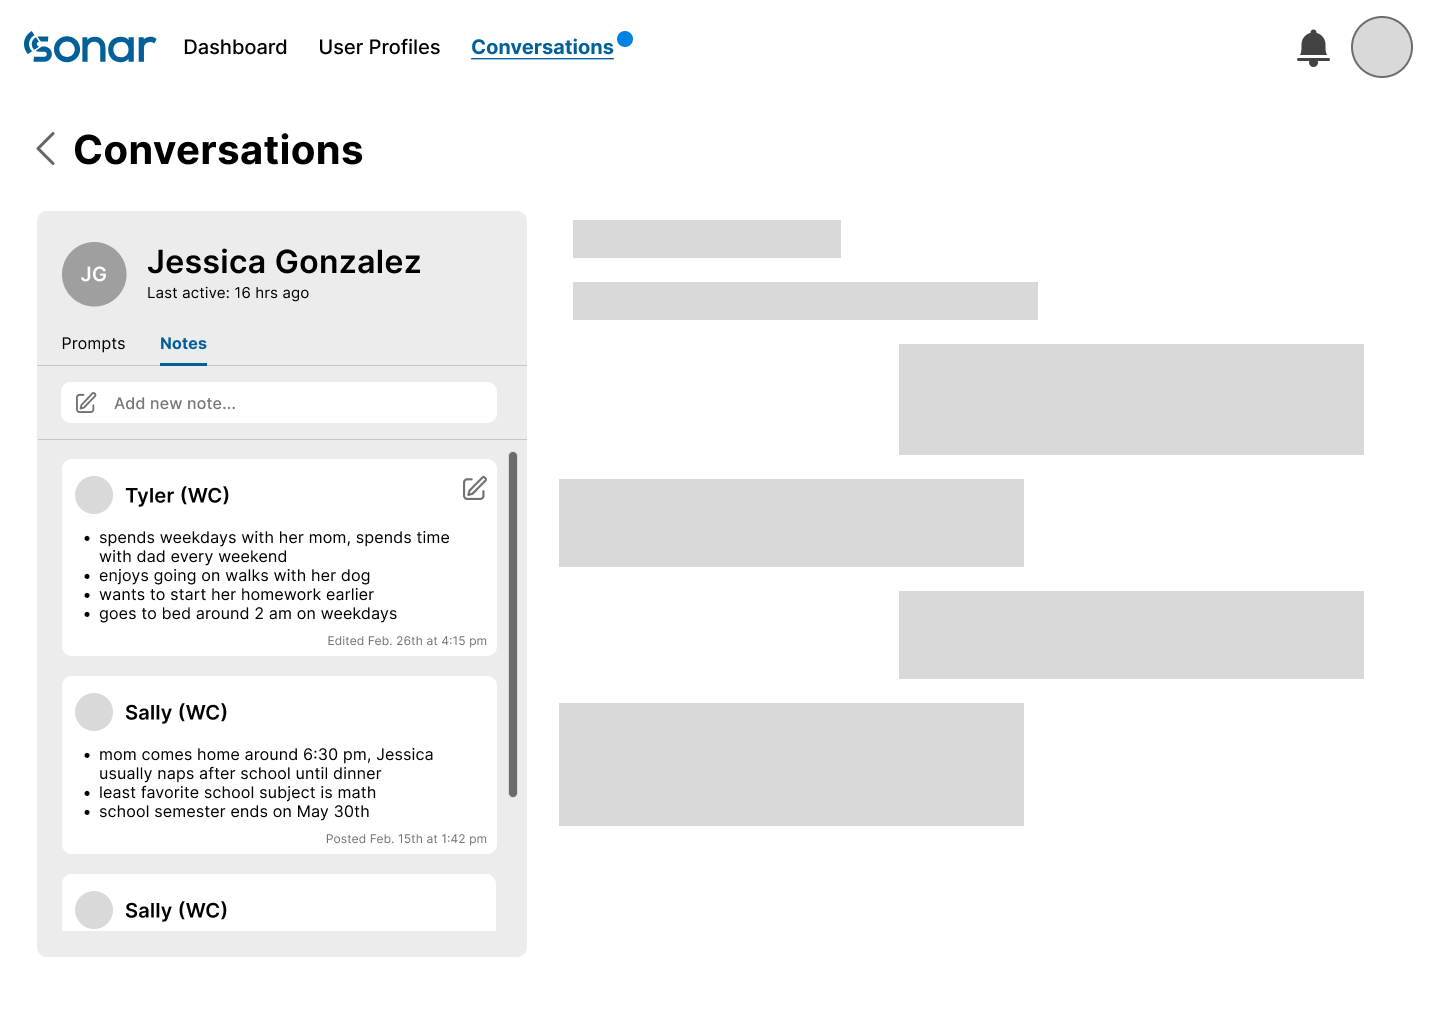 sonar
Dashboard
User Profiles
Conversations
Conversations
JG
Jessica Gonzalez
Last active: 16 hrs ago
Prompts
Notes
Add new note...
Tyler (WC)
• spends weekdays with her mom, spends time
with dad every weekend
• enjoys going on walks with her dog
• wants to start her homework earlier
• goes to bed around 2 am on weekdays
Edited Feb. 26th at 4:15 pm
Sally (WC)
• mom comes home around 6:30 pm, Jessica
usually naps after school until dinner
• least favorite school subject is math
• school semester ends on May 30th
Posted Feb. 15th at 1:42 pm
Sally (WC)